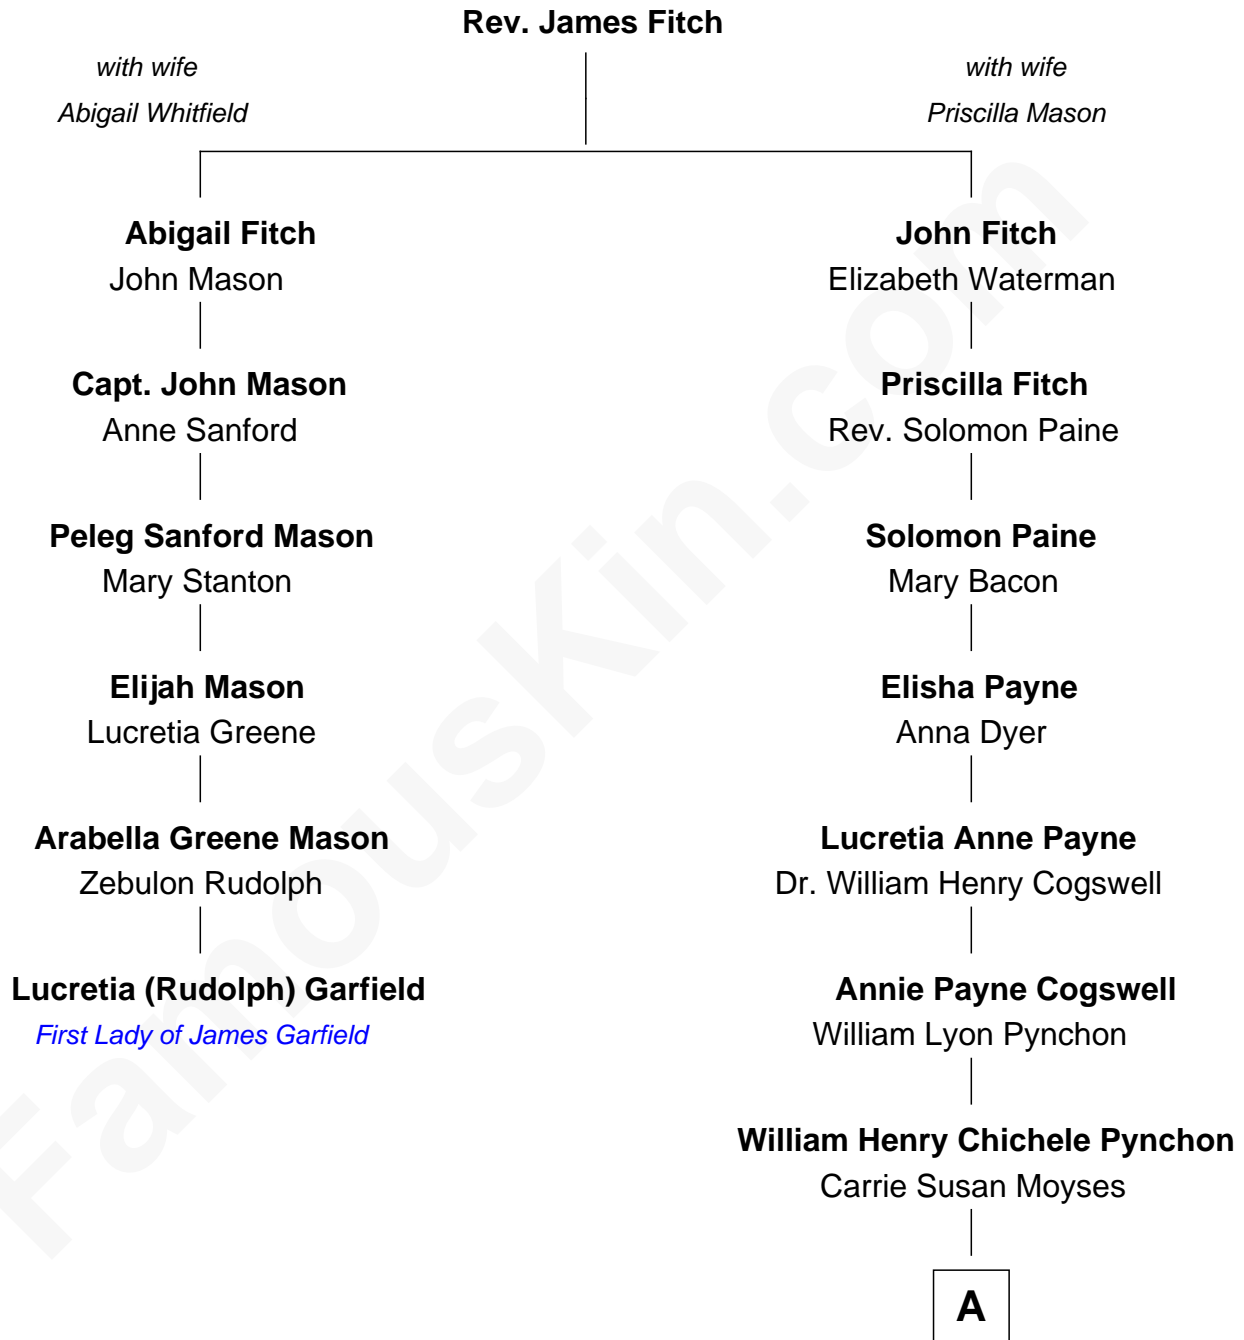 Rev. James Fitch
with wife
Abigail Whitfield
with wife
Priscilla Mason
Abigail Fitch
John Mason
John Fitch
Elizabeth Waterman
Capt. John Mason
Anne Sanford
Priscilla Fitch
Rev. Solomon Paine
Peleg Sanford Mason
Mary Stanton
Solomon Paine
Mary Bacon
Elijah Mason
Lucretia Greene
Elisha Payne
Anna Dyer
Arabella Greene Mason
Zebulon Rudolph
Lucretia Anne Payne
Dr. William Henry Cogswell
Lucretia (Rudolph) Garfield
First Lady of James Garfield
Annie Payne Cogswell
William Lyon Pynchon
William Henry Chichele Pynchon
Carrie Susan Moyses
A
FamousKin.com